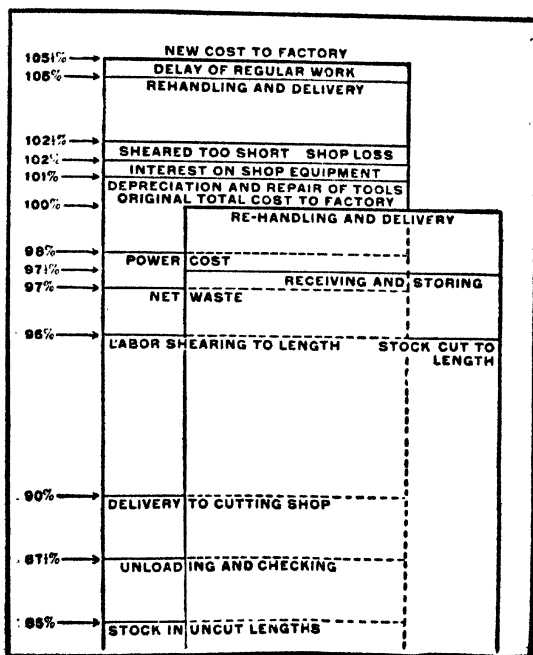 105½% NEW COST TO FACTORY
105% DELAY OF REGULAR WORK
REHANDLING AND DELIVERY
102½%
SHEARED TOO SHORT SHOP LOSS
102% INTEREST ON SHOP EQUIPMENT
101% DEPRECIATION AND REPAIR OF TOOLS
ORIGINAL TOTAL COST TO FACTORY
100%
RE-HANDLING AND DELIVERY
98%
POWER COST
97½%
RECEIVING AND STORING
97%
NET WASTE
95%
LABOR SHEARING TO LENGTH
STOCK CUT TO
LENGTH
90%
DELIVERY TO CUTTING SHOP
87½%
UNLOADING AND CHECKING
85%
STOCK IN UNCUT LENGTHS